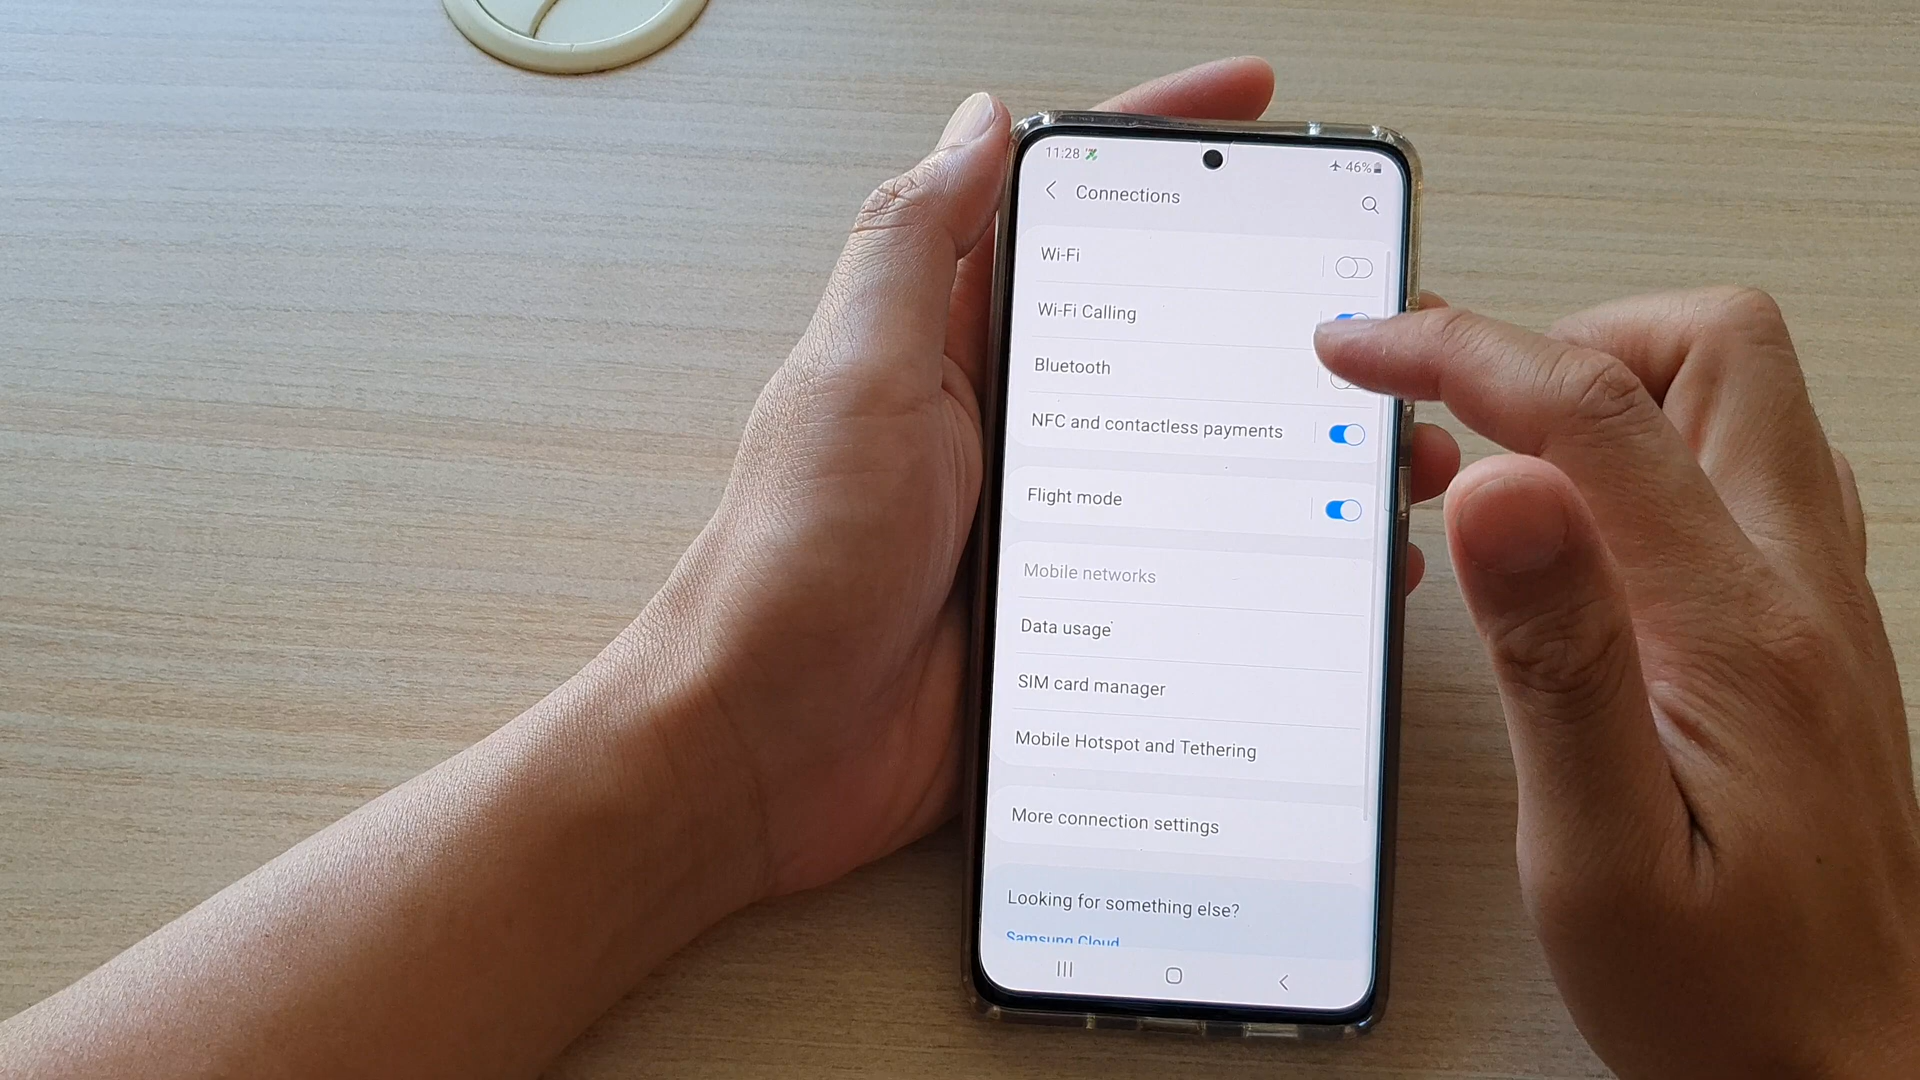 11:28 46%
Connections
Wi-Fi
Wi-Fi Calling
Bluetooth
NFC and contactless payments
Flight mode
Mobile networks
Data usage
SIM card manager
Mobile Hotspot and Tethering
More connection settings
Looking for something else?
Samsung Cloud